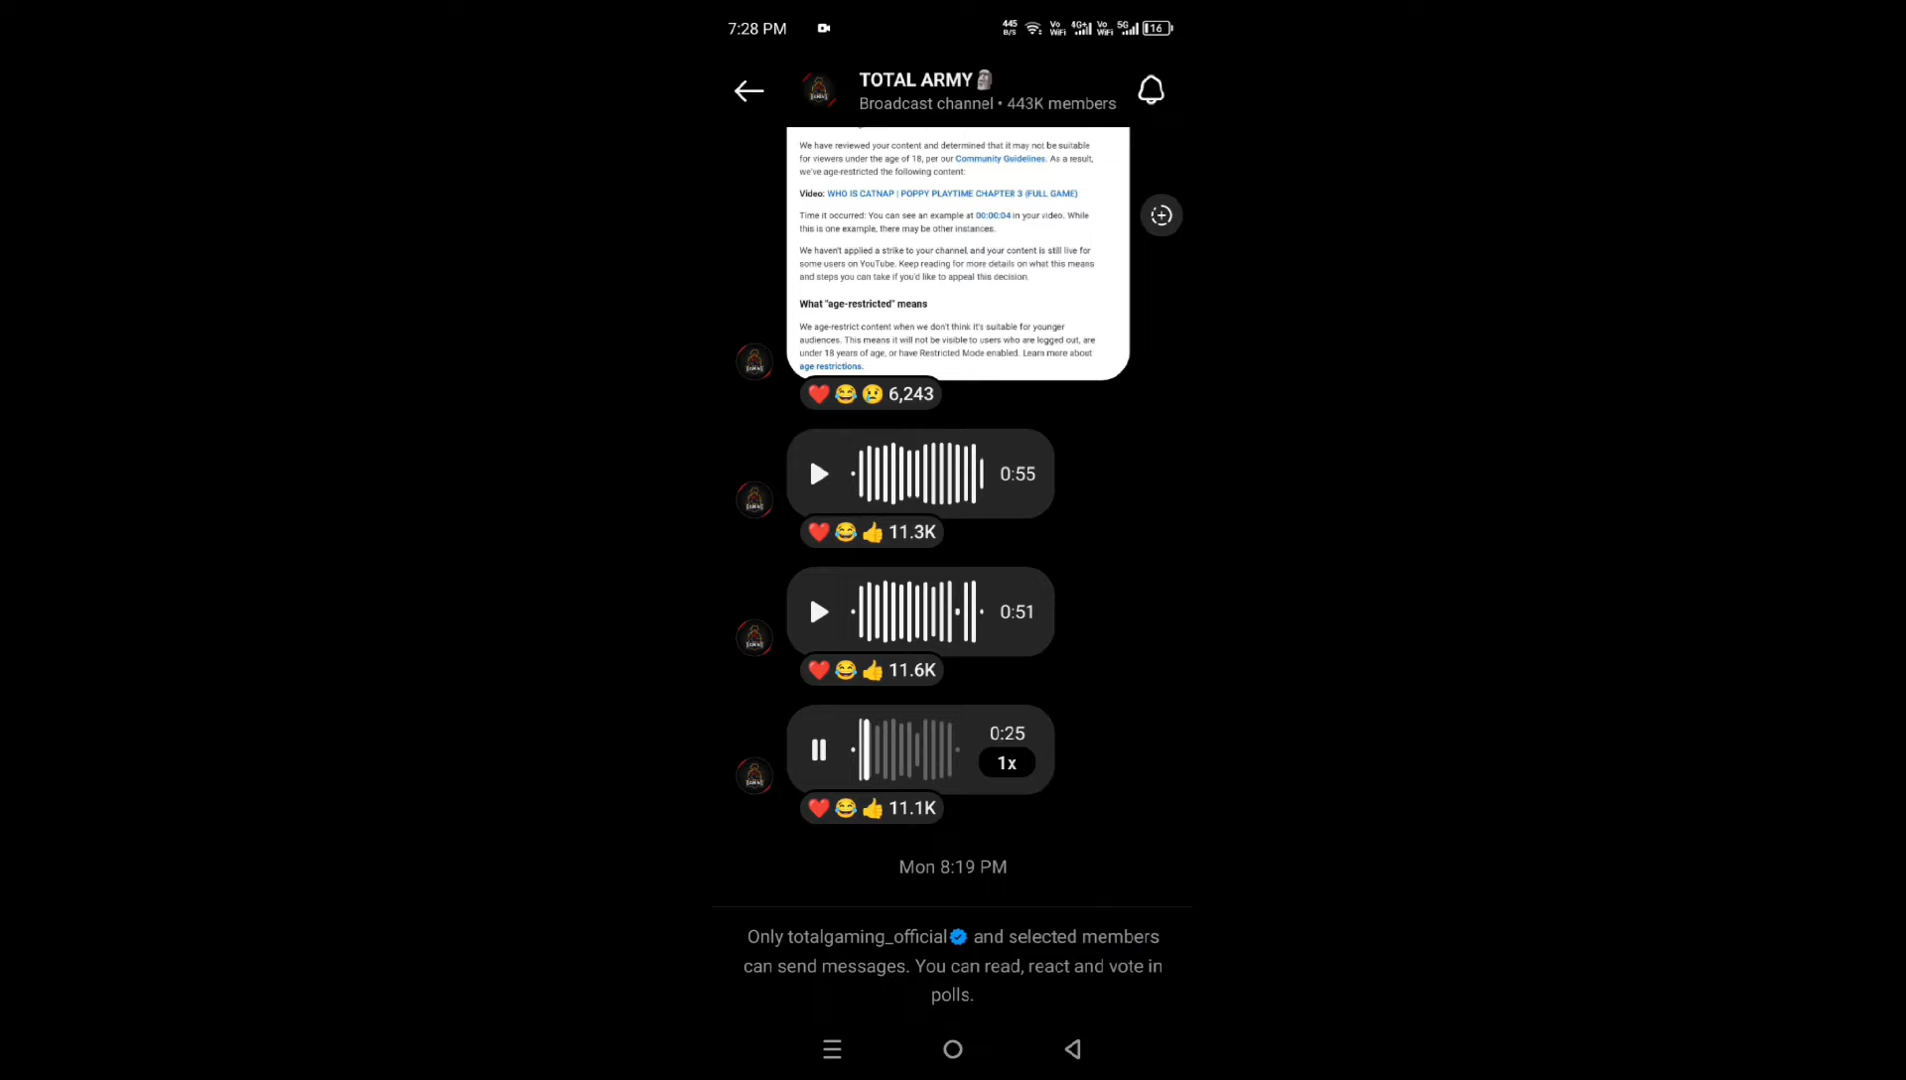 7:28 PM
445 B/S Vo WiFi 4G+ Vo WiFi 5G 16
TOTAL ARMY🗿
Broadcast channel • 443K members
We have reviewed your content and determined that it may not be suitable
for viewers under the age of 18, per our Community Guidelines. As a result,
we've age-restricted the following content:
Video: WHO IS CATNAP | POPPY PLAYTIME CHAPTER 3 (FULL GAME)
Time it occurred: You can see an example at 00:00:04 in your video. While
this is one example, there may be other instances.
We haven't applied a strike to your channel, and your content is still live for
some users on YouTube. Keep reading for more details on what this means
and steps you can take if you'd like to appeal this decision.
What "age-restricted" means
We age-restrict content when we don't think it's suitable for younger
audiences. This means it will not be visible to users who are logged out, are
under 18 years of age, or have Restricted Mode enabled. Learn more about
age restrictions.
❤️😂😢 6,243
0:55
❤️😂👍 11.3K
0:51
❤️😂👍 11.6K
0:25
1x
❤️😂👍 11.1K
Mon 8:19 PM
Only totalgaming_official and selected members
can send messages. You can read, react and vote in
polls.